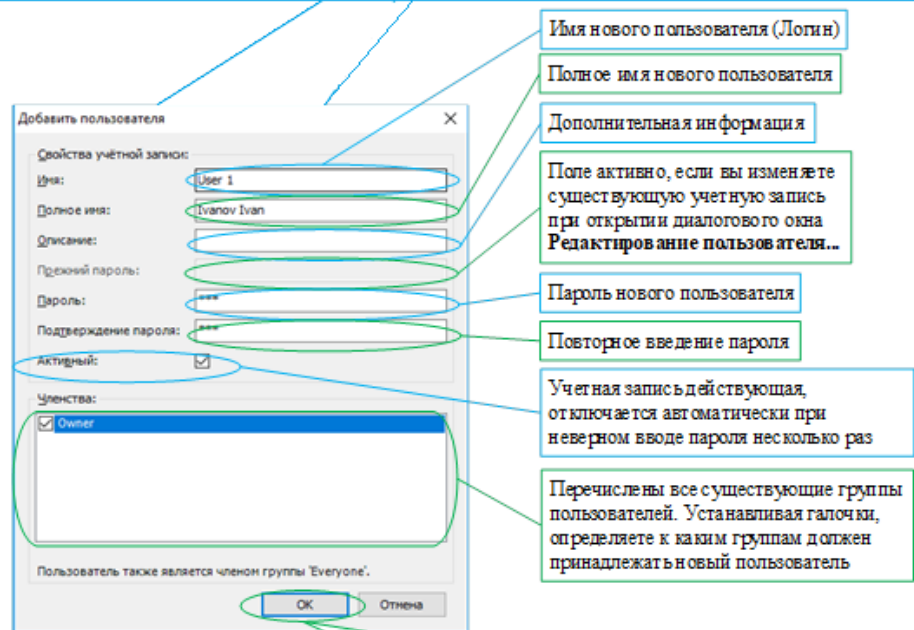 Имя нового пользователя (Логин)
Полное имя нового пользователя
Дополнительная информация
Поле активно, если вы изменяете
существующую учетную запись
при открытии диалогового окна
Редактирование пользователя...
Пароль нового пользователя
Повторное введение пароля
Учетная запись действующая,
отключается автоматически при
неверном вводе пароля несколько раз
Перечислены все существующие группы
пользователей. Устанавливая галочки,
определяете к каким группам должен
принадлежать новый пользователь
Добавить пользователя
Свойства учётной записи:
Имя: User 1
Полное имя: Ivanov Ivan
Описание:
Прежний пароль:
Пароль: ***
Подтверждение пароля: ***
Активный:
Членства:
Owner
Пользователь также является членом группы 'Everyone'.
OK Отмена